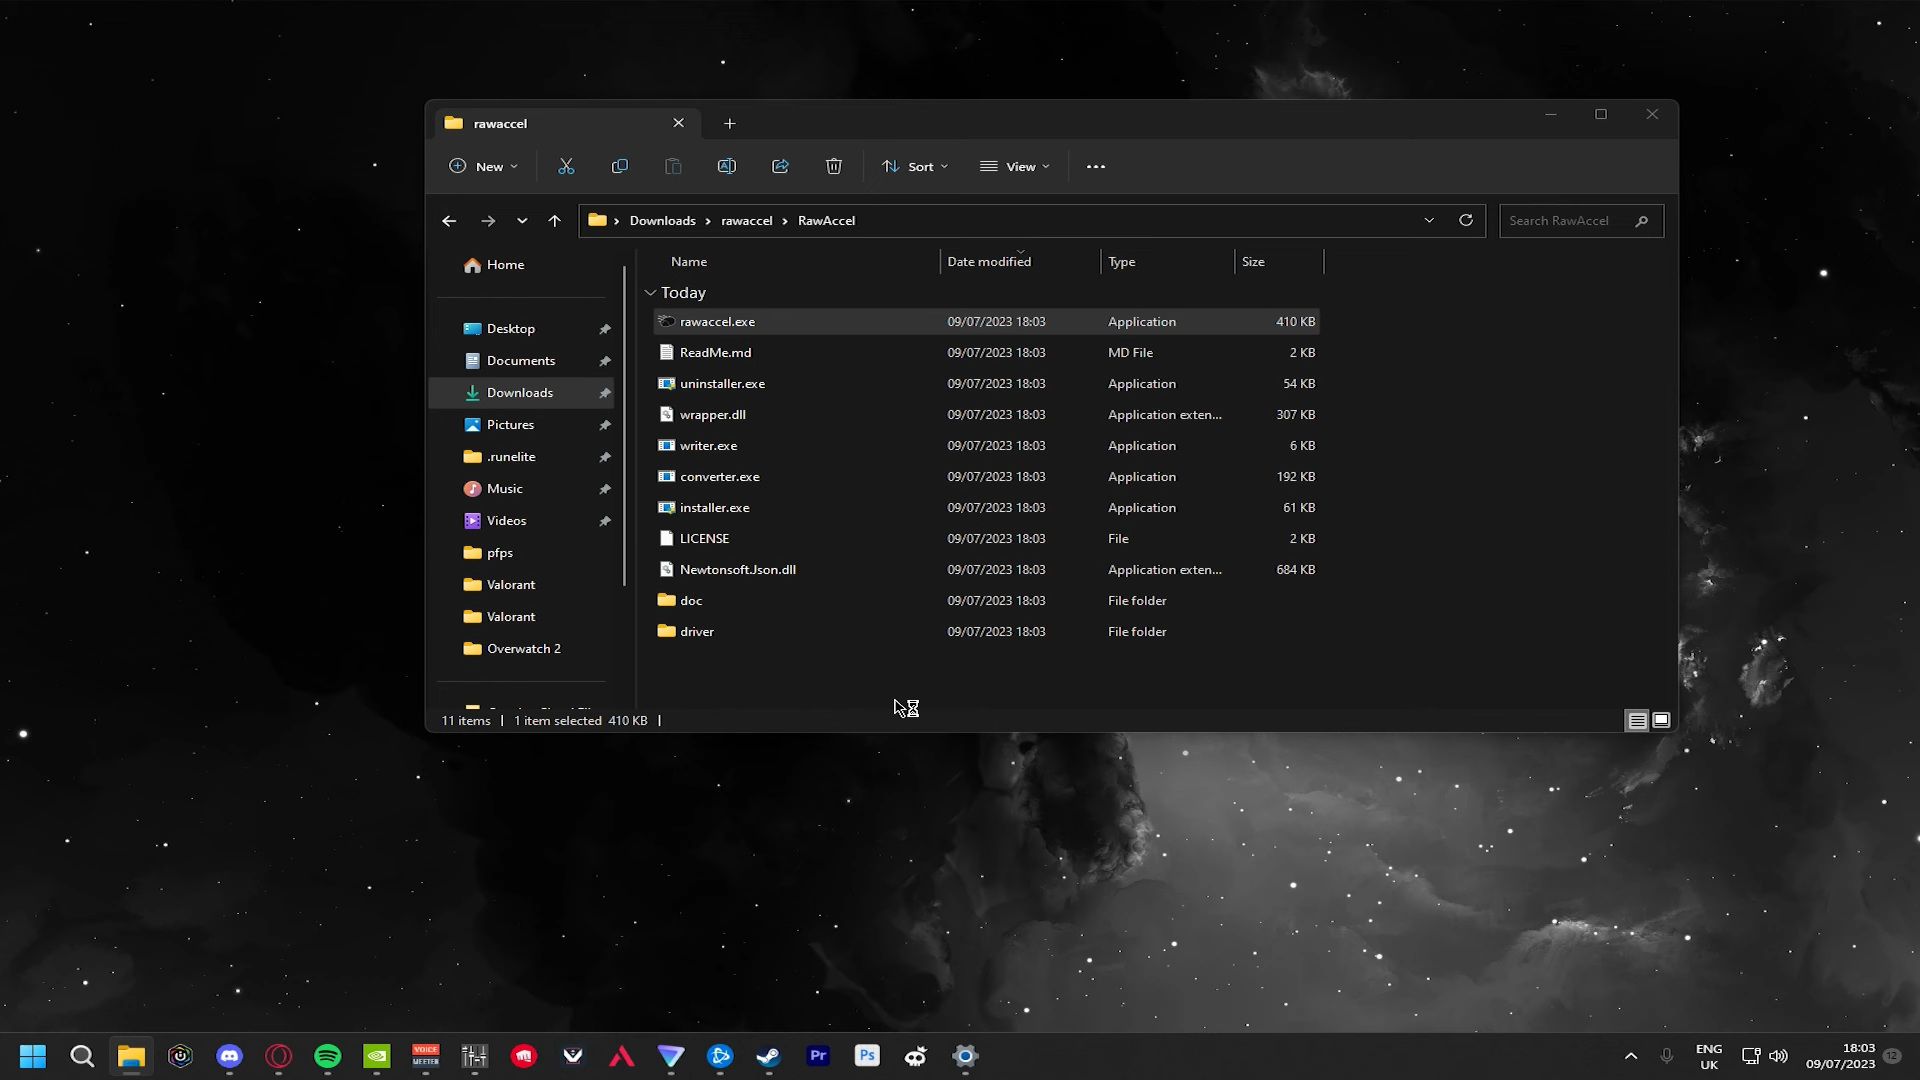 rawaccel
New
Sort
View
Downloads
rawaccel
RawAccel
Search RawAccel
Name
Date modified
Type
Size
Home
Desktop
Documents
Downloads
Pictures
.runelite
Music
Videos
pfps
Valorant
Valorant
Overwatch 2
Today
rawaccel.exe 09/07/2023 18:03 Application 410 KB
ReadMe.md 09/07/2023 18:03 MD File 2 KB
uninstaller.exe 09/07/2023 18:03 Application 54 KB
wrapper.dll 09/07/2023 18:03 Application exten... 307 KB
writer.exe 09/07/2023 18:03 Application 6 KB
converter.exe 09/07/2023 18:03 Application 192 KB
installer.exe 09/07/2023 18:03 Application 61 KB
LICENSE 09/07/2023 18:03 File 2 KB
Newtonsoft.Json.dll 09/07/2023 18:03 Application exten... 684 KB
doc 09/07/2023 18:03 File folder
driver 09/07/2023 18:03 File folder
11 items | 1 item selected 410 KB |
VOICE
MEETER
Pr
Ps
ENG
UK
18:03
09/07/2023
12